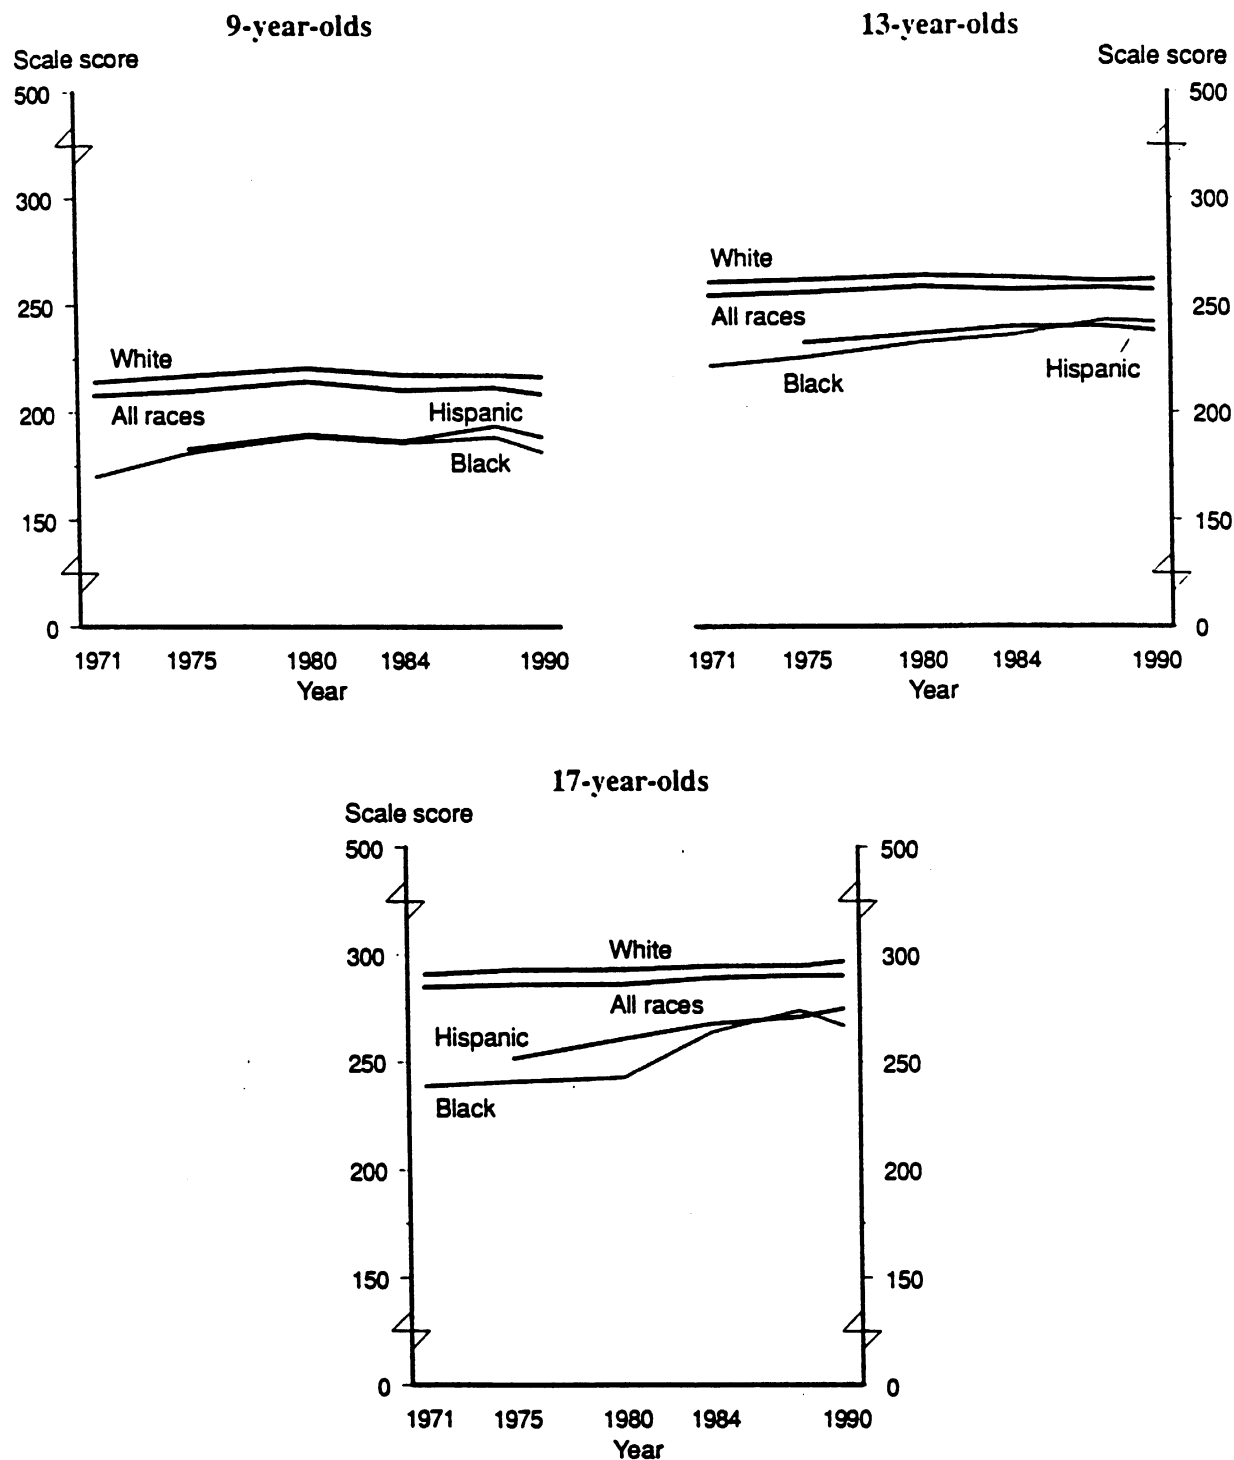 9-year-olds
Scale score
500
300
250
200
150
0
White
All races
Hispanic
Black
1971 1975 1980 1984 1990
Year
13-year-olds
Scale score
500
300
250
200
150
0
White
All races
Black
Hispanic
1971 1975 1980 1984 1990
Year
17-year-olds
Scale score
500 500
300 300
250 250
200 200
150 150
0 0
White
All races
Hispanic
Black
1971 1975 1980 1984 1990
Year